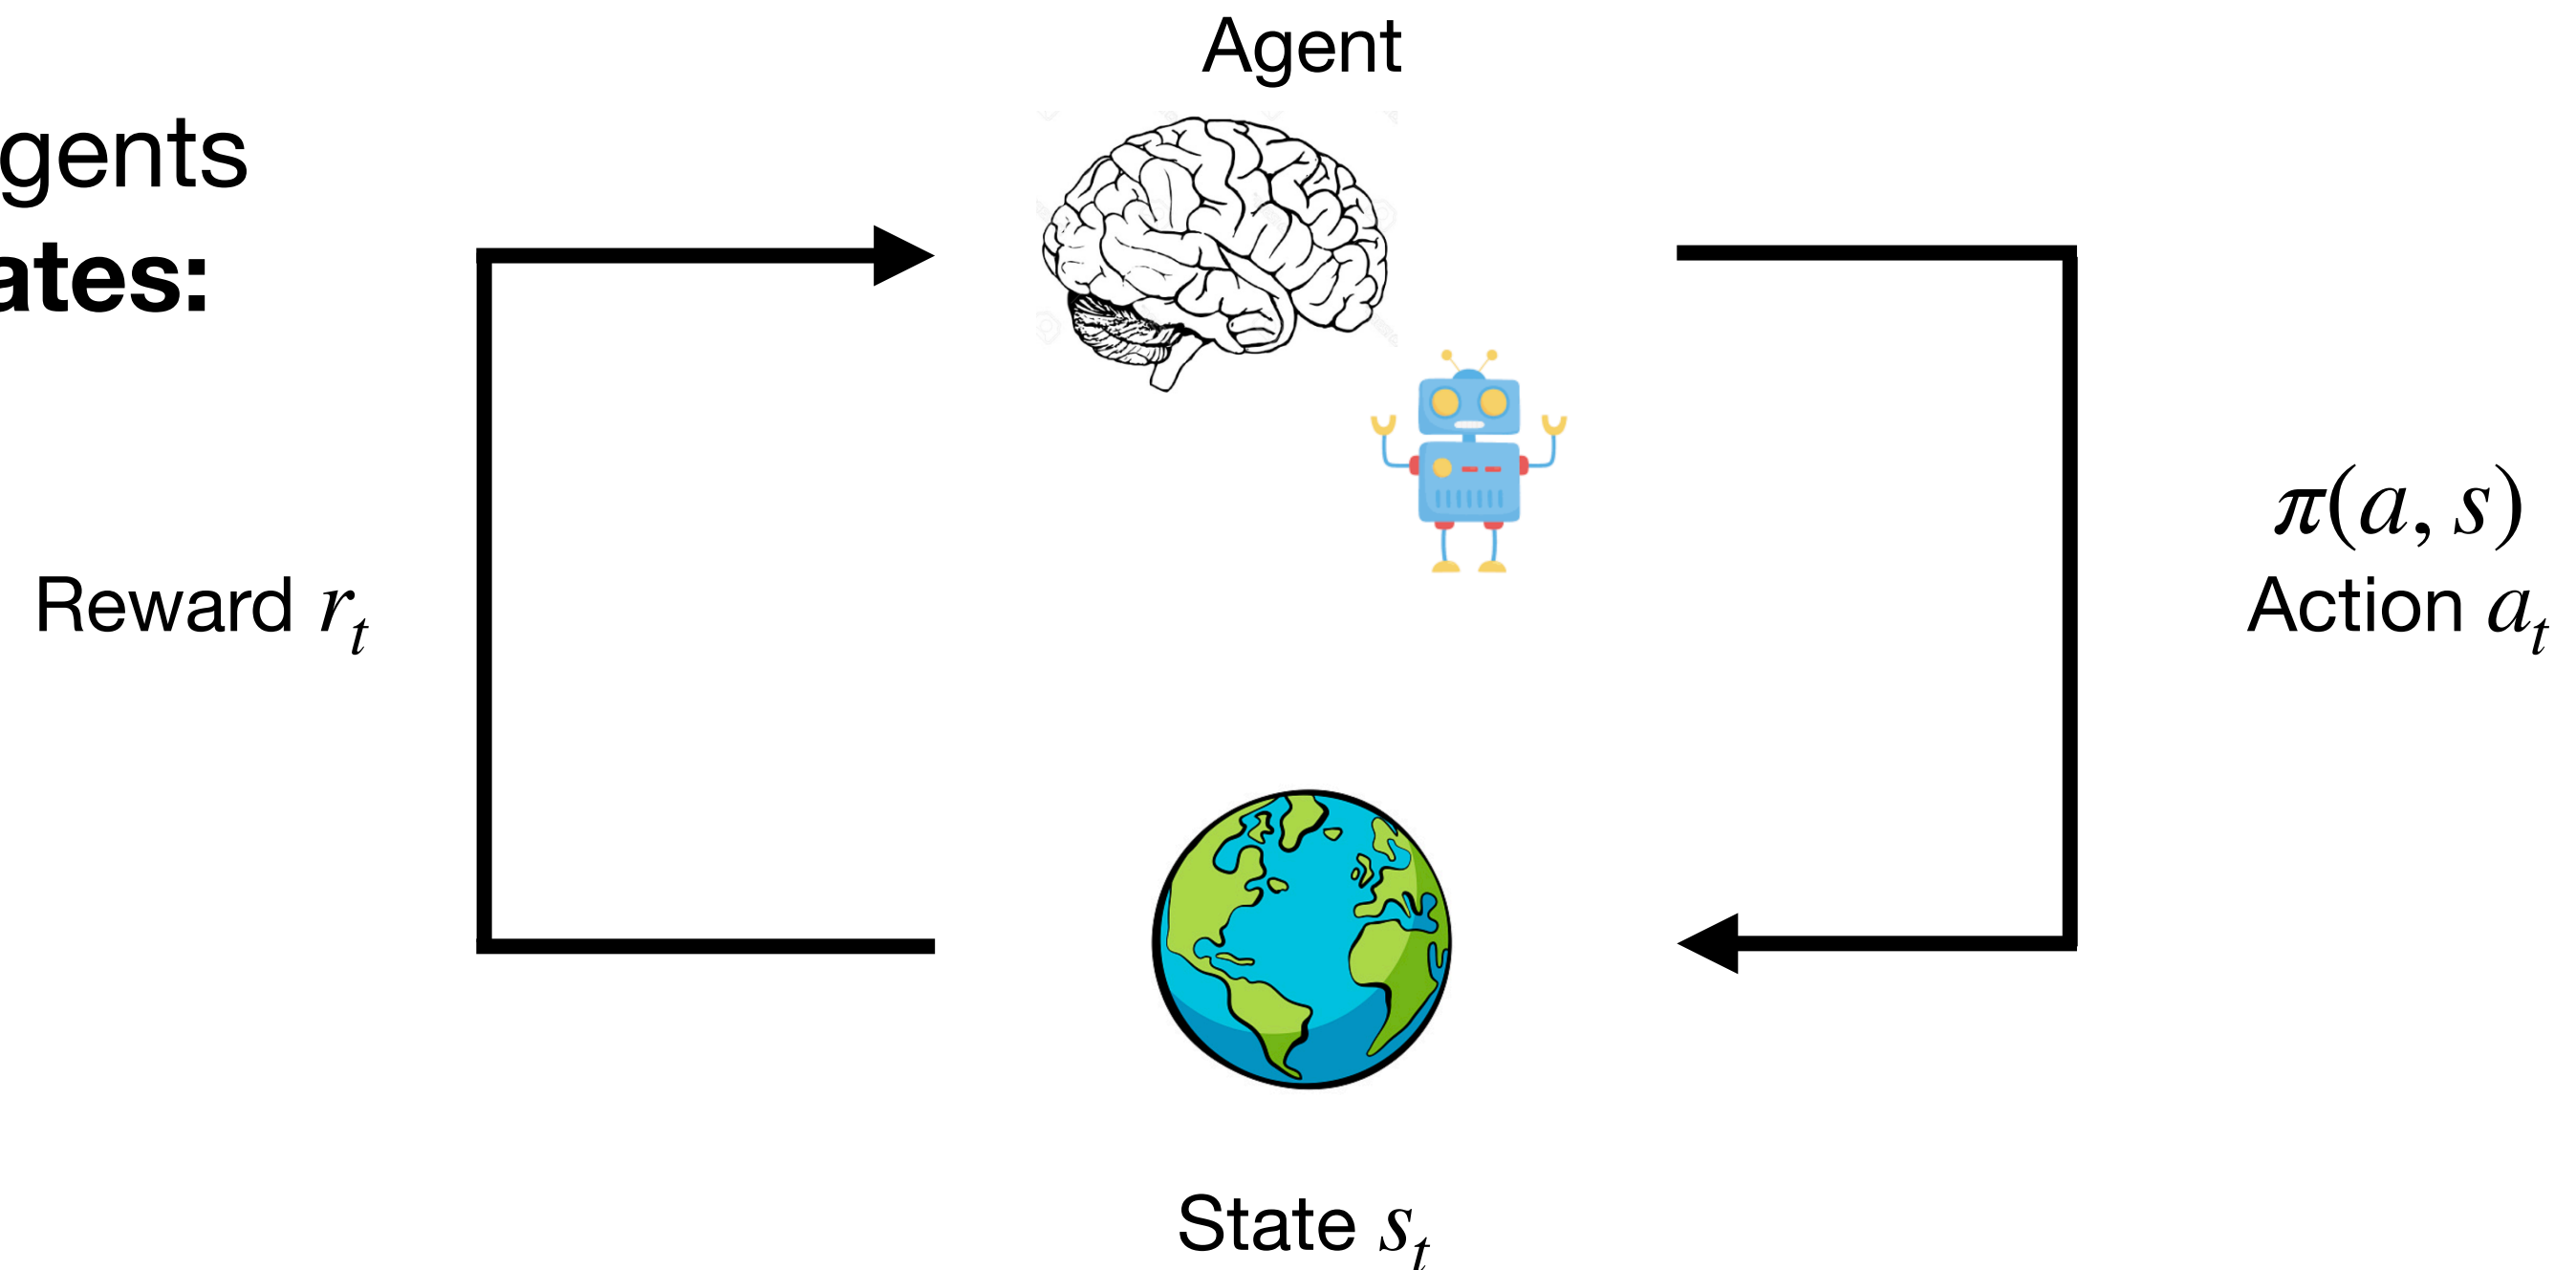 Agent
gents
ates:
Reward r_t
π(a, s)
Action a_t
State s_t